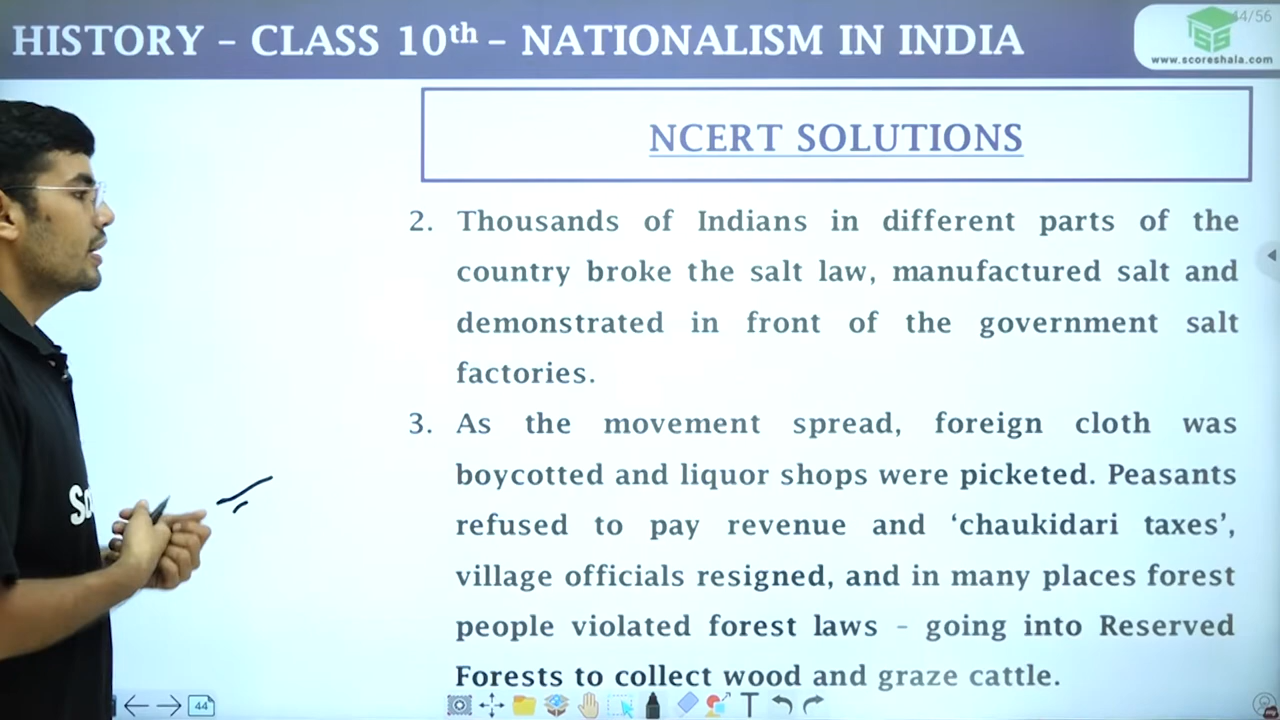 HISTORY – CLASS 10th – NATIONALISM IN INDIA
44/56
www.scoreshala.com
NCERT SOLUTIONS
2. Thousands of Indians in different parts of the
country broke the salt law, manufactured salt and
demonstrated in front of the government salt
factories.
3. As the movement spread, foreign cloth was
boycotted and liquor shops were picketed. Peasants
refused to pay revenue and ‘chaukidari taxes’,
village officials resigned, and in many places forest
people violated forest laws – going into Reserved
Forests to collect wood and graze cattle.
44